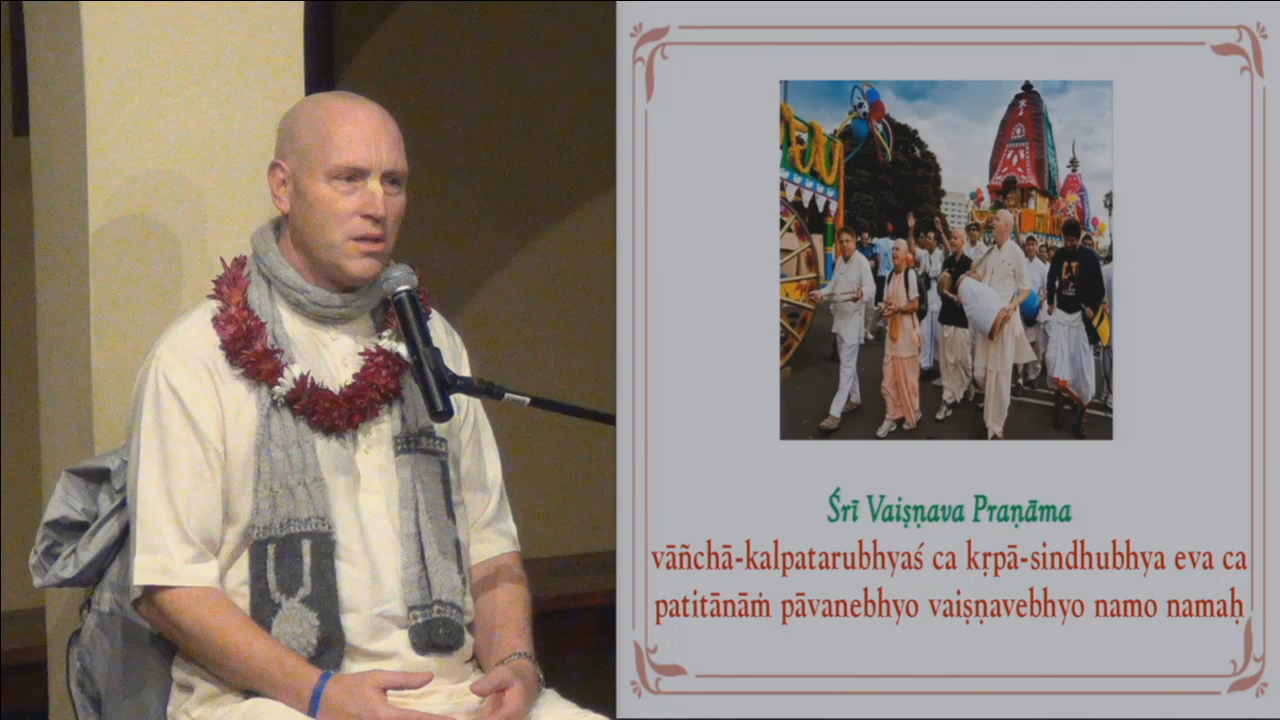 Śrī Vaiṣṇava Praṇāma
vāñchā-kalpatarubhyaś ca kṛpā-sindhubhya eva ca
patitānāṁ pāvanebhyo vaiṣṇavebhyo namo namaḥ